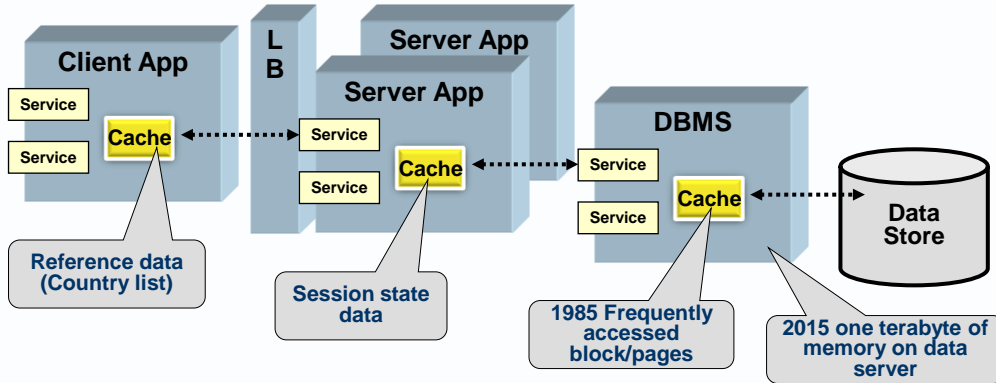 Client App
Service
Service
Cache
Reference data
(Country list)
L
B
Server App
Server App
Service
Service
Cache
Session state
data
DBMS
Service
Service
Cache
1985 Frequently
accessed
block/pages
2015 one terabyte of
memory on data
server
Data
Store